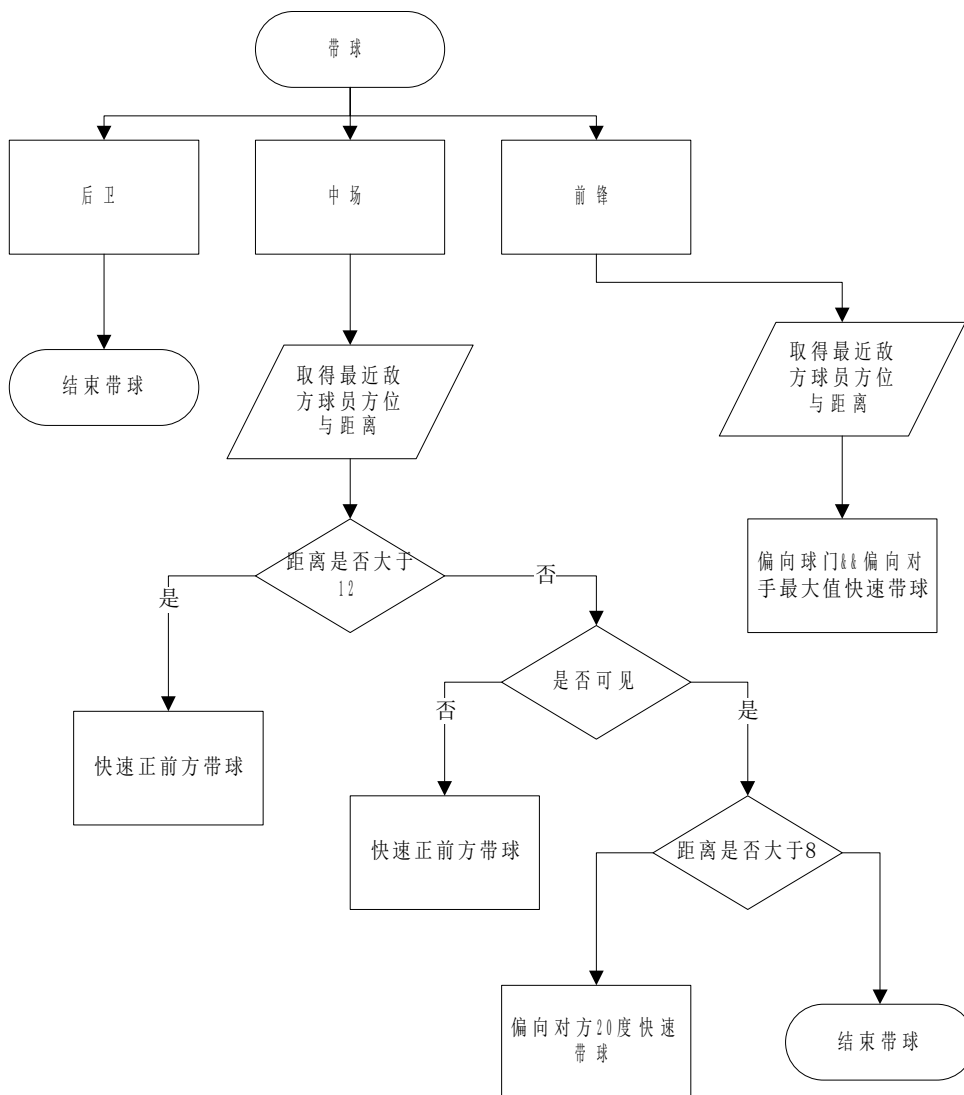 带球
后卫
中场
前锋
结束带球
取得最近敌
方球员方位
与距离
取得最近敌
方球员方位
与距离
距离是否大于
12
偏向球门&&偏向对
手最大值快速带球
是
否
是否可见
否
是
快速正前方带球
快速正前方带球
距离是否大于8
偏向对方20度快速
带球
结束带球